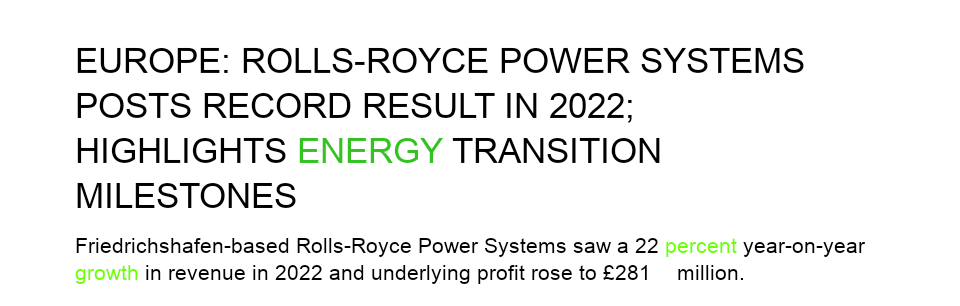 EUROPE: ROLLS-ROYCE POWER SYSTEMS
POSTS RECORD RESULT IN 2022;
HIGHLIGHTS ENERGY TRANSITION
MILESTONES
Friedrichshafen-based Rolls-Royce Power Systems saw a 22 percent year-on-year
growth in revenue in 2022 and underlying profit rose to £281 million.